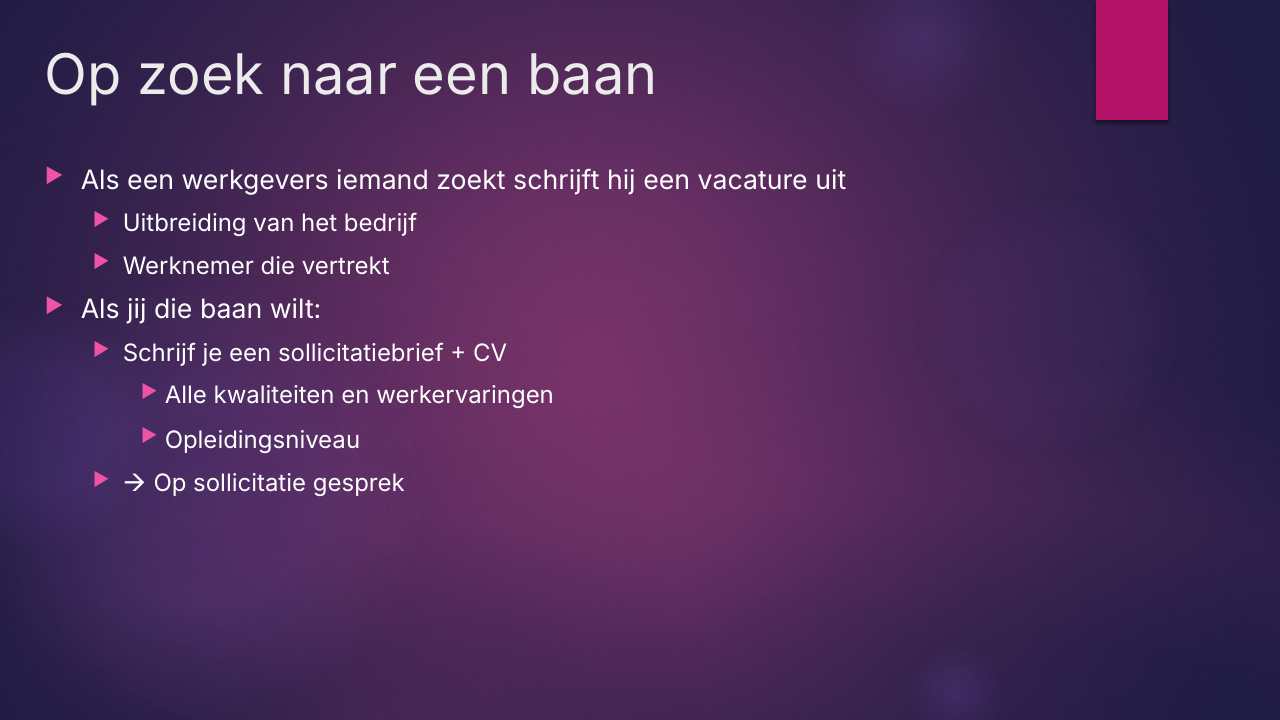 Op zoek naar een baan
Als een werkgevers iemand zoekt schrijft hij een vacature uit
Uitbreiding van het bedrijf
Werknemer die vertrekt
Als jij die baan wilt:
Schrijf je een sollicitatiebrief + CV
Alle kwaliteiten en werkervaringen
Opleidingsniveau
→ Op sollicitatie gesprek